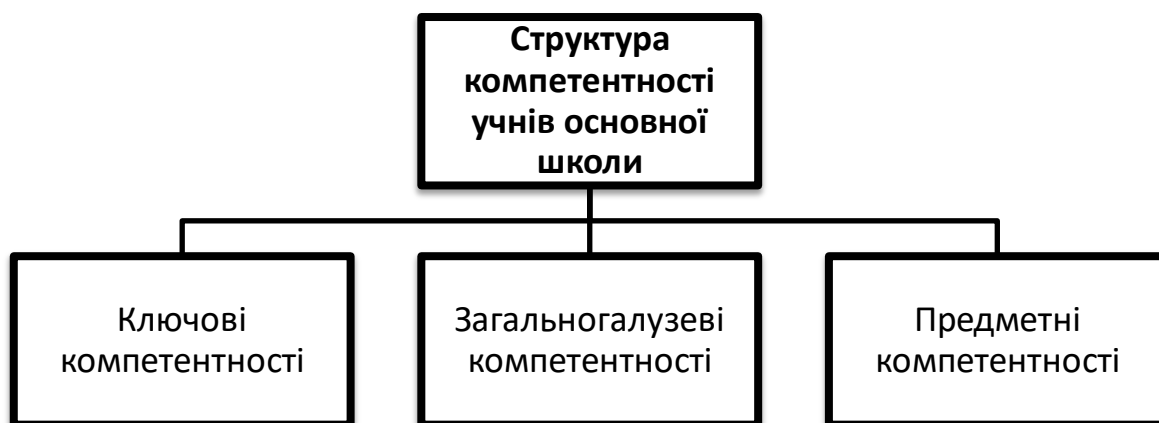 Структура
компетентності
учнів основної
школи
Ключові
компетентності
Загальногалузеві
компетентності
Предметні
компетентності